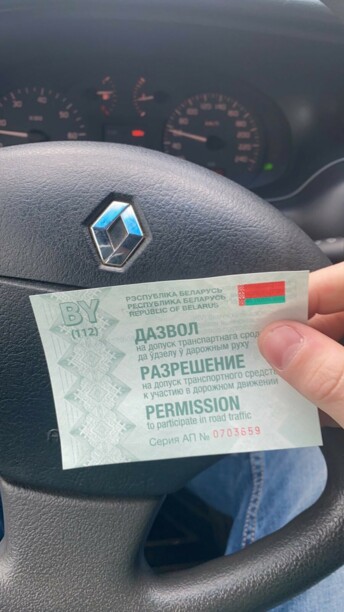 BY
(112)
РЭСПУБЛІКА БЕЛАРУСЬ
РЕСПУБЛИКА БЕЛАРУСЬ
REPUBLIC OF BELARUS
ДАЗВОЛ
на допуск транспартнага
да ўдзелу ў дарожным руху
РАЗРЕШЕНИЕ
на допуск транспортного средств
к участию в дорожном движении
PERMISSION
to participate in road traffic
Серия АП № 0703659